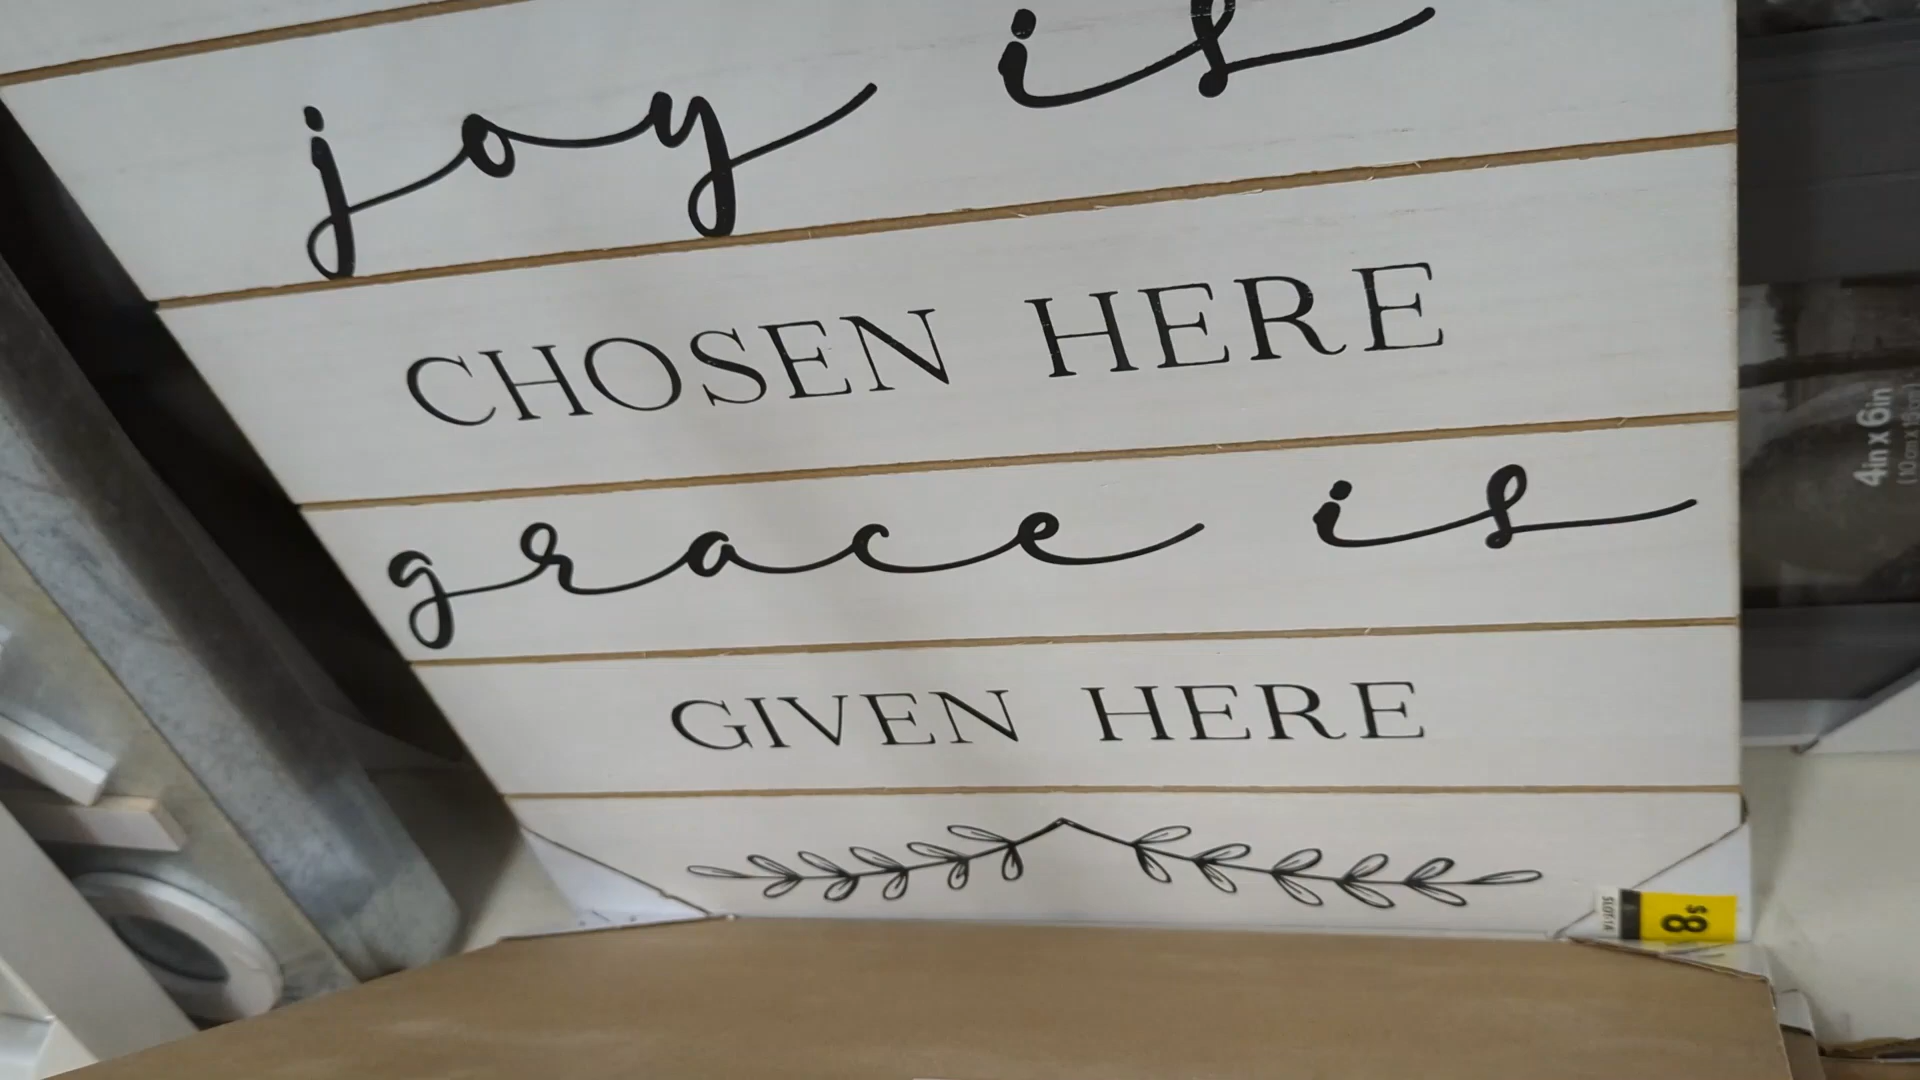 joy is
CHOSEN HERE
grace is
GIVEN HERE
8$
4in x 6in